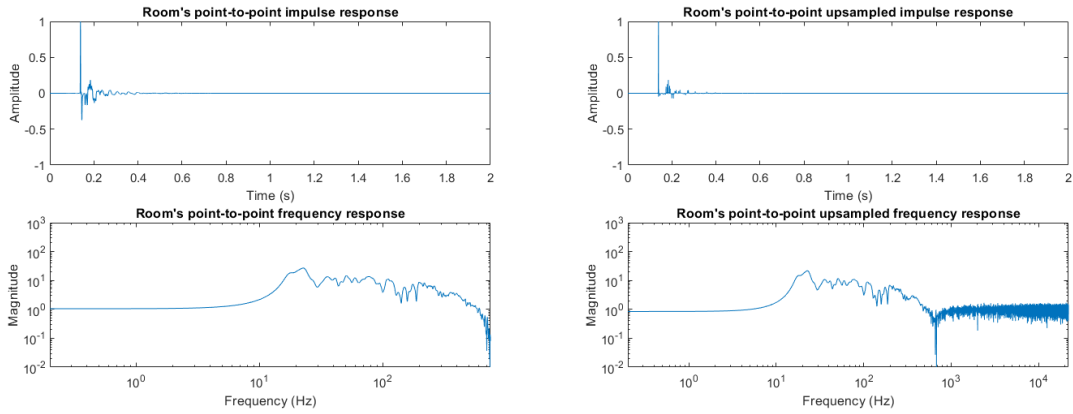 Room's point-to-point impulse response
1
0.5
0
-0.5
-1
Amplitude
0 0.2 0.4 0.6 0.8 1 1.2 1.4 1.6 1.8 2
Time (s)
Room's point-to-point upsampled impulse response
1
0.5
0
-0.5
-1
Amplitude
0 0.2 0.4 0.6 0.8 1 1.2 1.4 1.6 1.8 2
Time (s)
Room's point-to-point frequency response
10³
10²
10¹
10⁰
10⁻¹
10⁻²
Magnitude
10⁰ 10¹ 10²
Frequency (Hz)
Room's point-to-point upsampled frequency response
10³
10²
10¹
10⁰
10⁻¹
10⁻²
Magnitude
10⁰ 10¹ 10² 10³ 10⁴
Frequency (Hz)